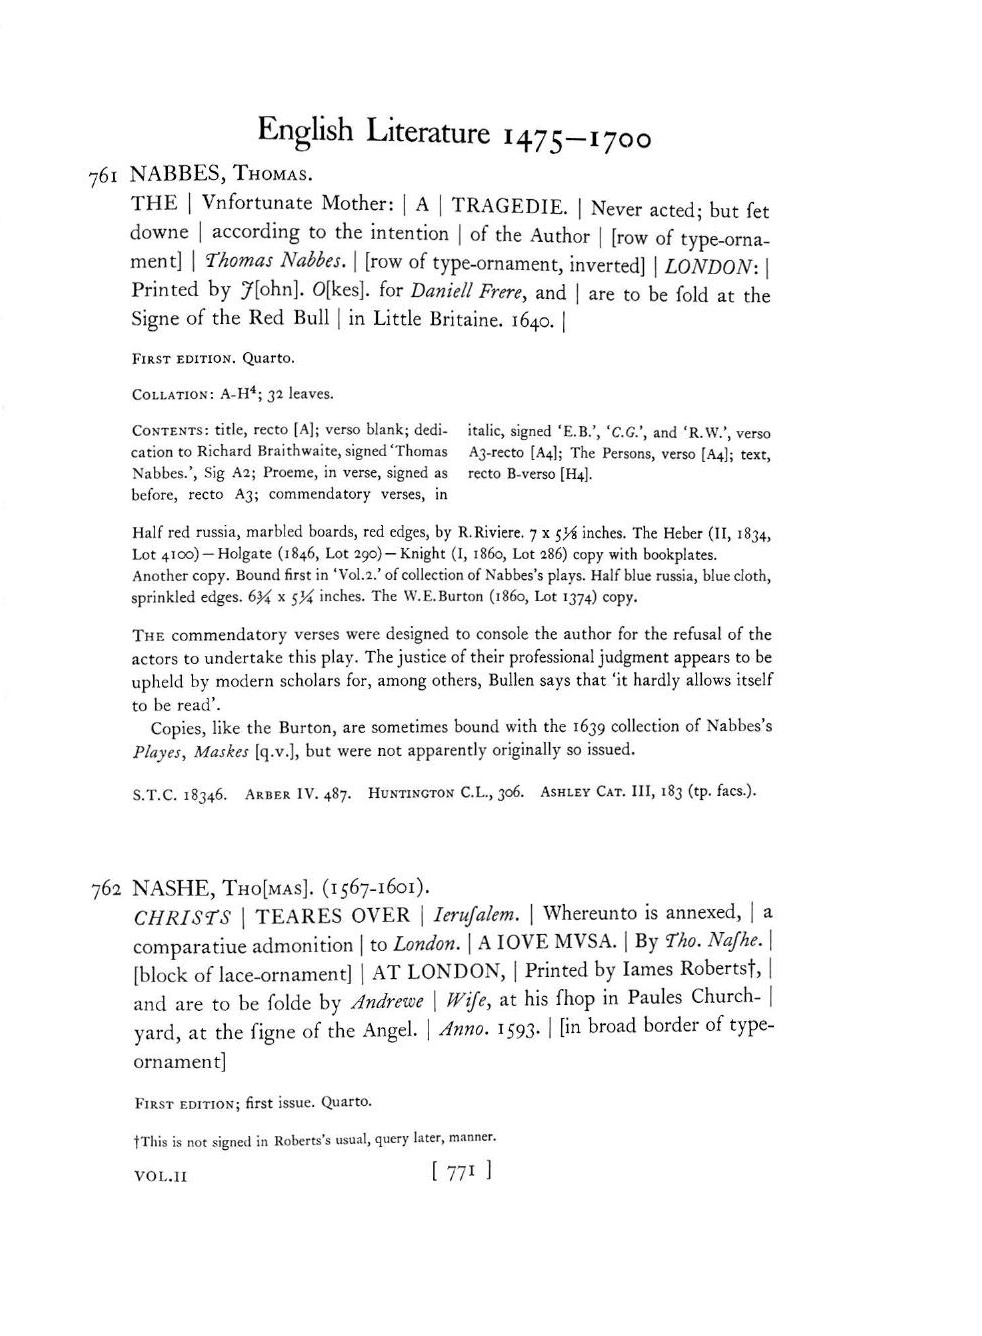 English Literature 1475—1700
761 NABBES, THOMAS.
THE | Vnfortunate Mother: | A | TRAGEDIE. | Never acted; but ſet
downe | according to the intention | of the Author | [row of type-orna-
ment] | Thomas Nabbes. | [row of type-ornament, inverted] | LONDON: |
Printed by J[ohn]. O[kes]. for Daniell Frere, and | are to be ſold at the
Signe of the Red Bull | in Little Britaine. 1640. |
FIRST EDITION. Quarto.
COLLATION: A-H⁴; 32 leaves.
CONTENTS: title, recto [A]; verso blank; dedi-
cation to Richard Braithwaite, signed ‘Thomas
Nabbes.’, Sig A2; Proeme, in verse, signed as
before, recto A3; commendatory verses, in
italic, signed ‘E.B.’, ‘C.G.’, and ‘R.W.’, verso
A3-recto [A4]; The Persons, verso [A4]; text,
recto B-verso [H4].
Half red russia, marbled boards, red edges, by R.Riviere. 7 x 5⅛ inches. The Heber (II, 1834,
Lot 4100)—Holgate (1846, Lot 290)—Knight (I, 1860, Lot 286) copy with bookplates.
Another copy. Bound first in ‘Vol.2.’ of collection of Nabbes's plays. Half blue russia, blue cloth,
sprinkled edges. 6¾ x 5¼ inches. The W.E.Burton (1860, Lot 1374) copy.
THE commendatory verses were designed to console the author for the refusal of the
actors to undertake this play. The justice of their professional judgment appears to be
upheld by modern scholars for, among others, Bullen says that ‘it hardly allows itself
to be read’.
Copies, like the Burton, are sometimes bound with the 1639 collection of Nabbes's
Playes, Maskes [q.v.], but were not apparently originally so issued.
S.T.C. 18346. ARBER IV. 487. HUNTINGTON C.L., 306. ASHLEY CAT. III, 183 (tp. facs.).
762 NASHE, THO[MAS]. (1567-1601).
CHRISTS | TEARES OVER | Ieruſalem. | Whereunto is annexed, | a
comparatiue admonition | to London. | A IOVE MVSA. | By Tho. Naſhe. |
[block of lace-ornament] | AT LONDON, | Printed by Iames Roberts†, |
and are to be ſolde by Andrewe | Wiſe, at his ſhop in Paules Church- |
yard, at the ſigne of the Angel. | Anno. 1593. | [in broad border of type-
ornament]
FIRST EDITION; first issue. Quarto.
†This is not signed in Roberts's usual, query later, manner.
VOL.II [ 771 ]